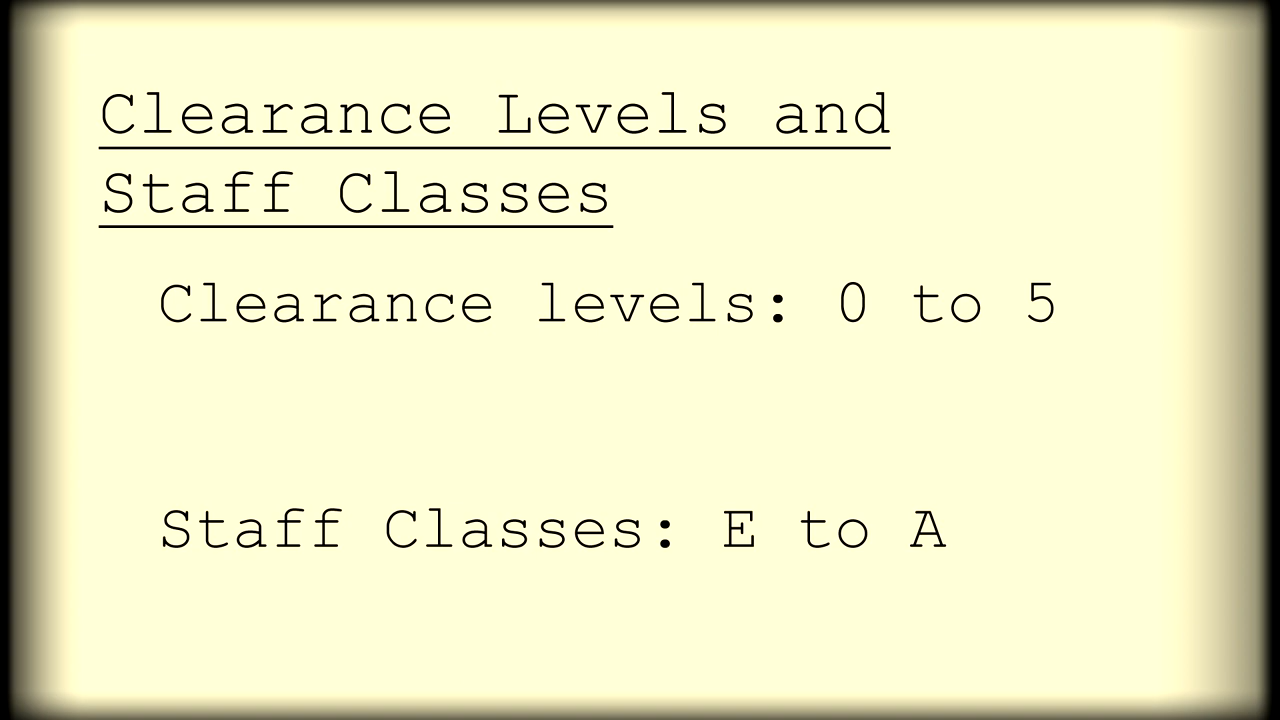 Clearance Levels and
Staff Classes
Clearance levels: 0 to 5
Staff Classes: E to A